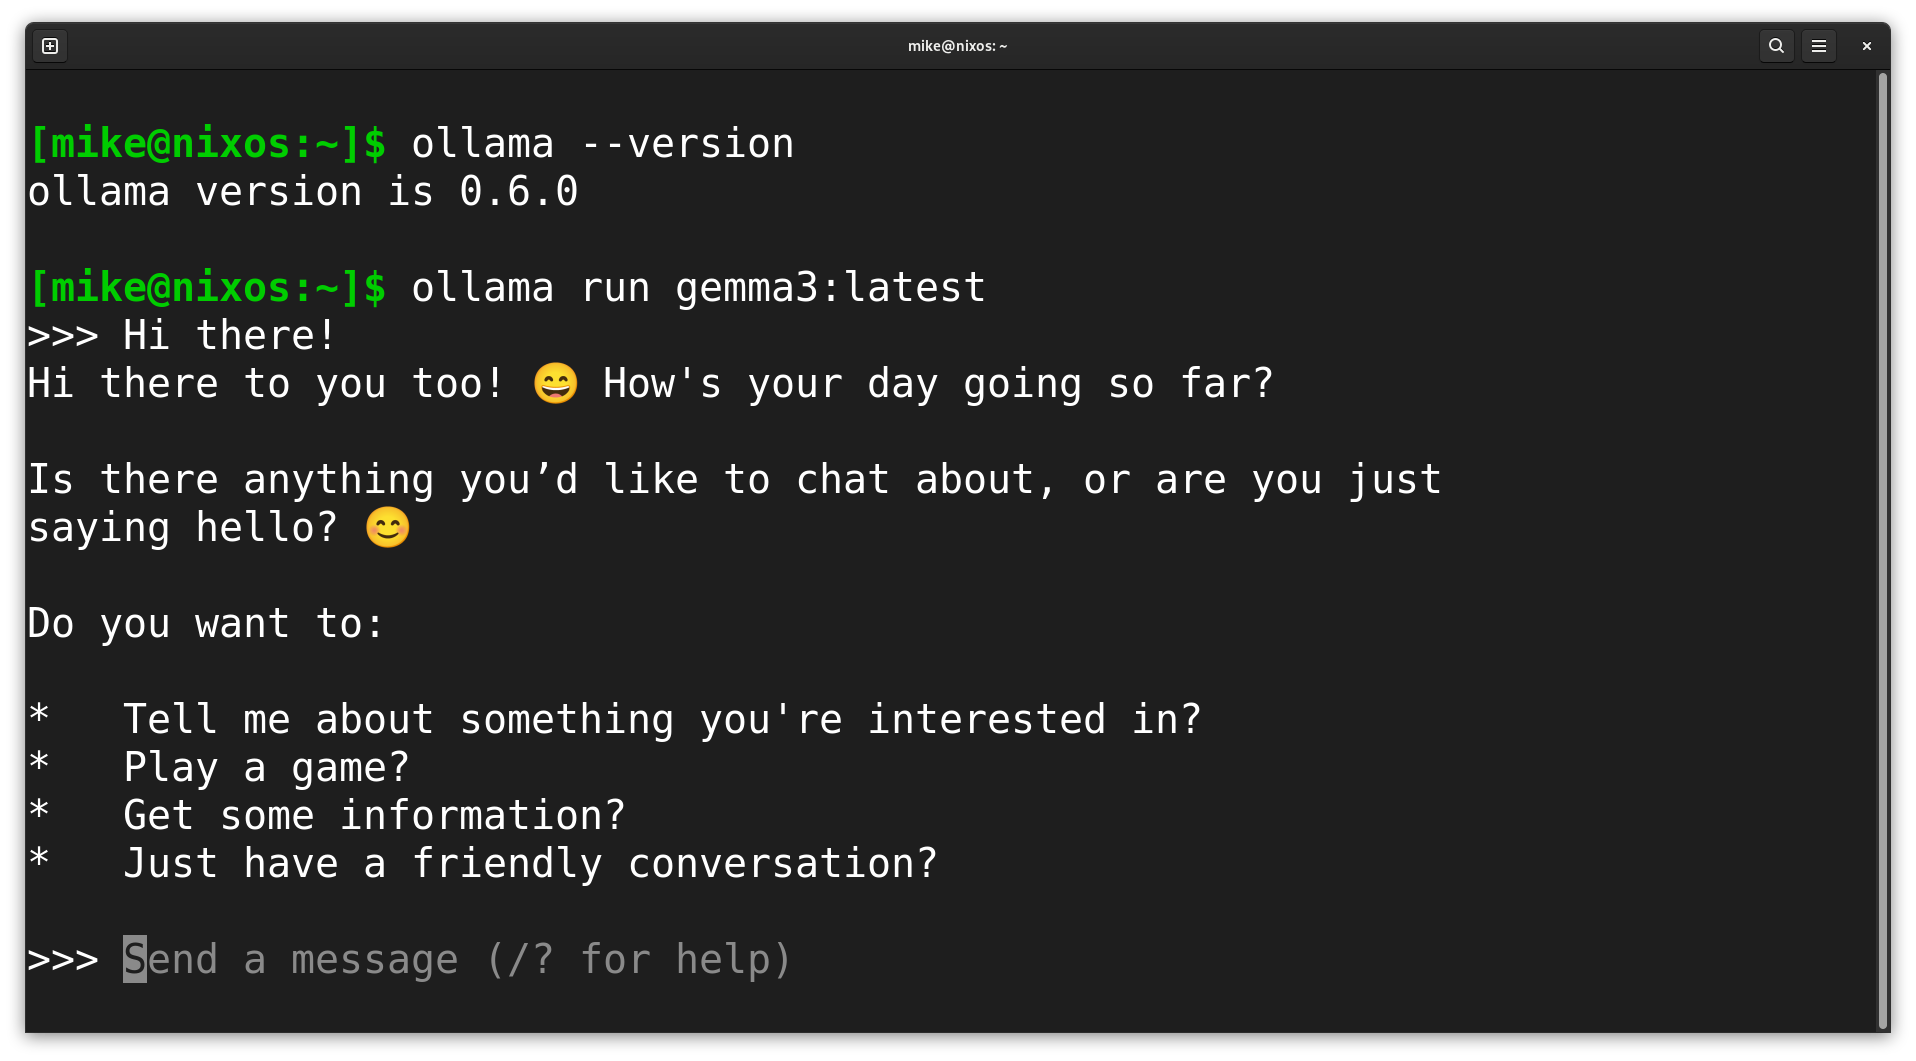 mike@nixos: ~
[mike@nixos:~]$ ollama --version
ollama version is 0.6.0
[mike@nixos:~]$ ollama run gemma3:latest
>>> Hi there!
Hi there to you too! 😄 How's your day going so far?
Is there anything you’d like to chat about, or are you just
saying hello? 😊
Do you want to:
*   Tell me about something you're interested in?
*   Play a game?
*   Get some information?
*   Just have a friendly conversation?
>>> Send a message (/? for help)